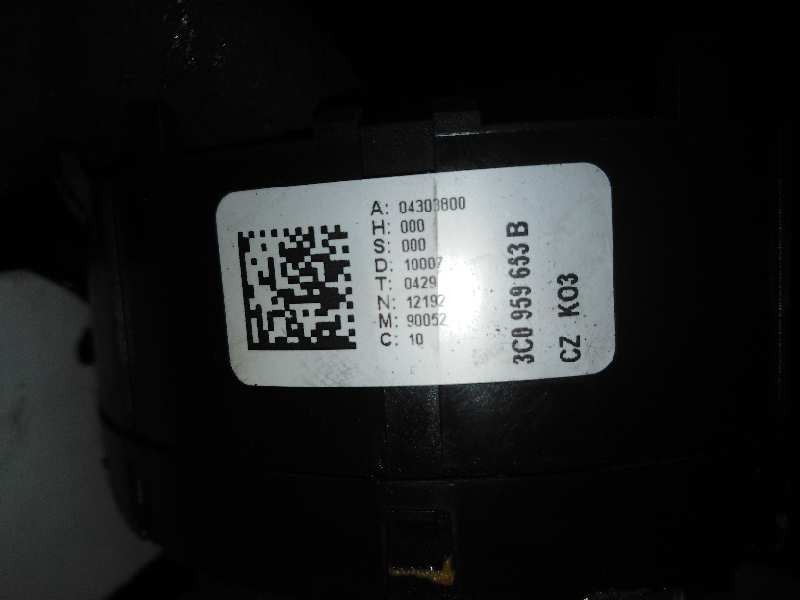 A: 04303800
H: 000
S: 000
D: 10007
T: 0429
N: 12192
M: 90052
C: 10
3C0 959 653 B
CZ K03